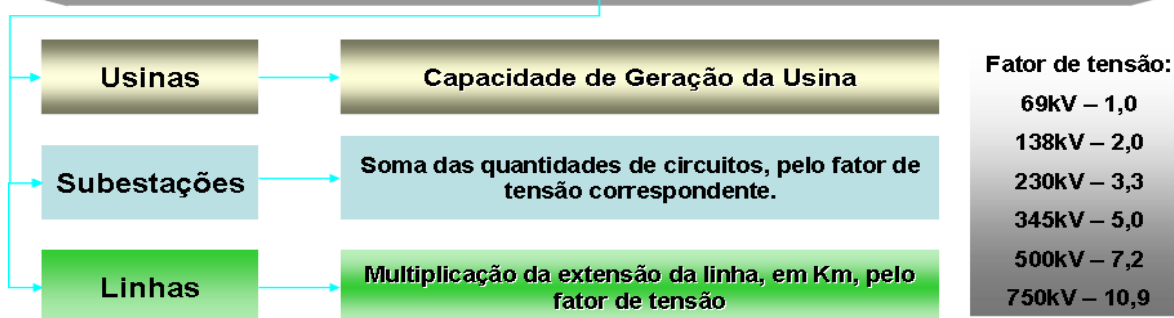 Usinas
Capacidade de Geração da Usina
Subestações
Soma das quantidades de circuitos, pelo fator de
tensão correspondente.
Linhas
Multiplicação da extensão da linha, em Km, pelo
fator de tensão
Fator de tensão:
69kV – 1,0
138kV – 2,0
230kV – 3,3
345kV – 5,0
500kV – 7,2
750kV – 10,9